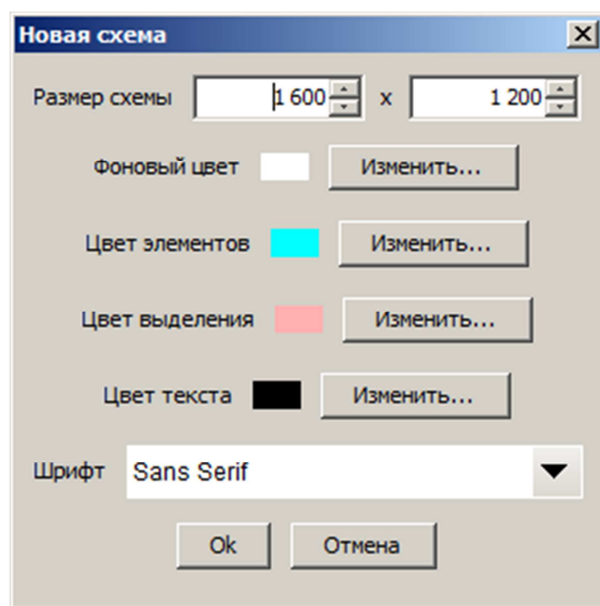 Новая схема
Размер схемы 1 600 x 1 200
Фоновый цвет Изменить...
Цвет элементов Изменить...
Цвет выделения Изменить...
Цвет текста Изменить...
Шрифт Sans Serif
Ok Отмена